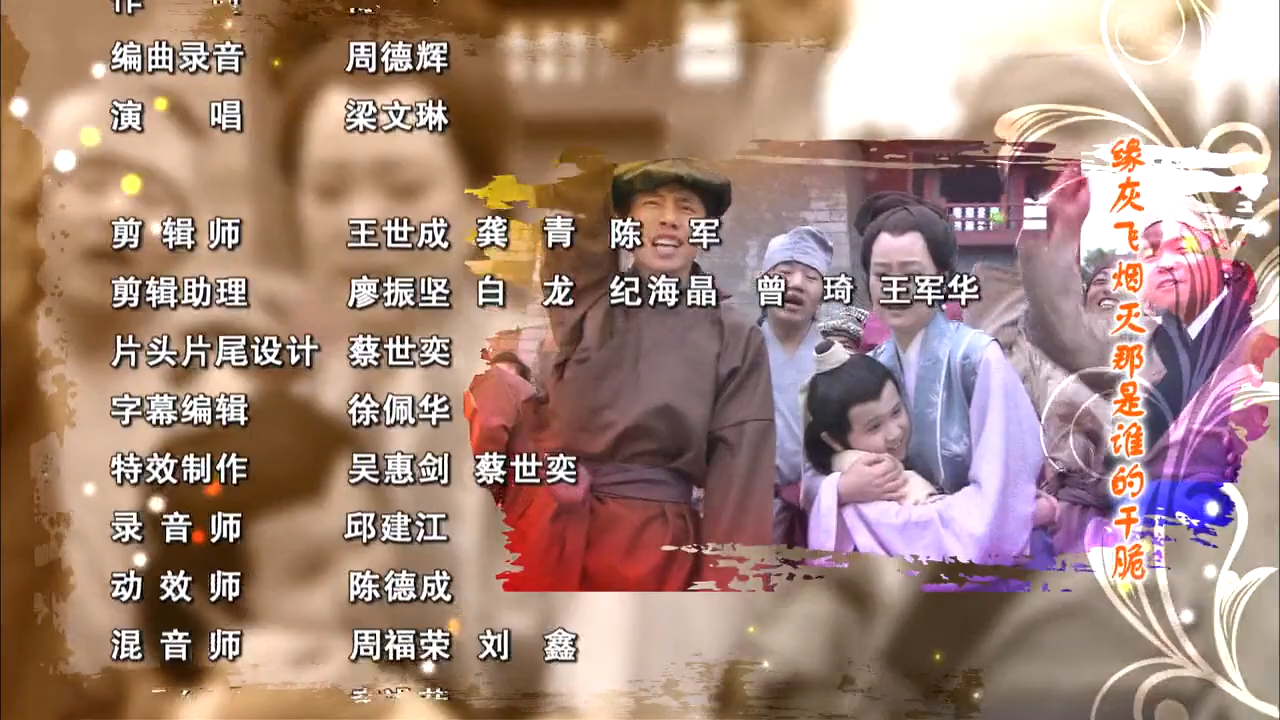 编曲录音 周德辉
演 唱 梁文琳
剪 辑 师 王世成 龚 青 陈 军
剪辑助理 廖振坚 白 龙 纪海晶 曾 琦 王军华
片头片尾设计 蔡世奕
字幕编辑 徐佩华
特效制作 吴惠剑 蔡世奕
录 音 师 邱建江
动 效 师 陈德成
混 音 师 周福荣 刘 鑫
缘灰飞烟灭那是谁的干脆